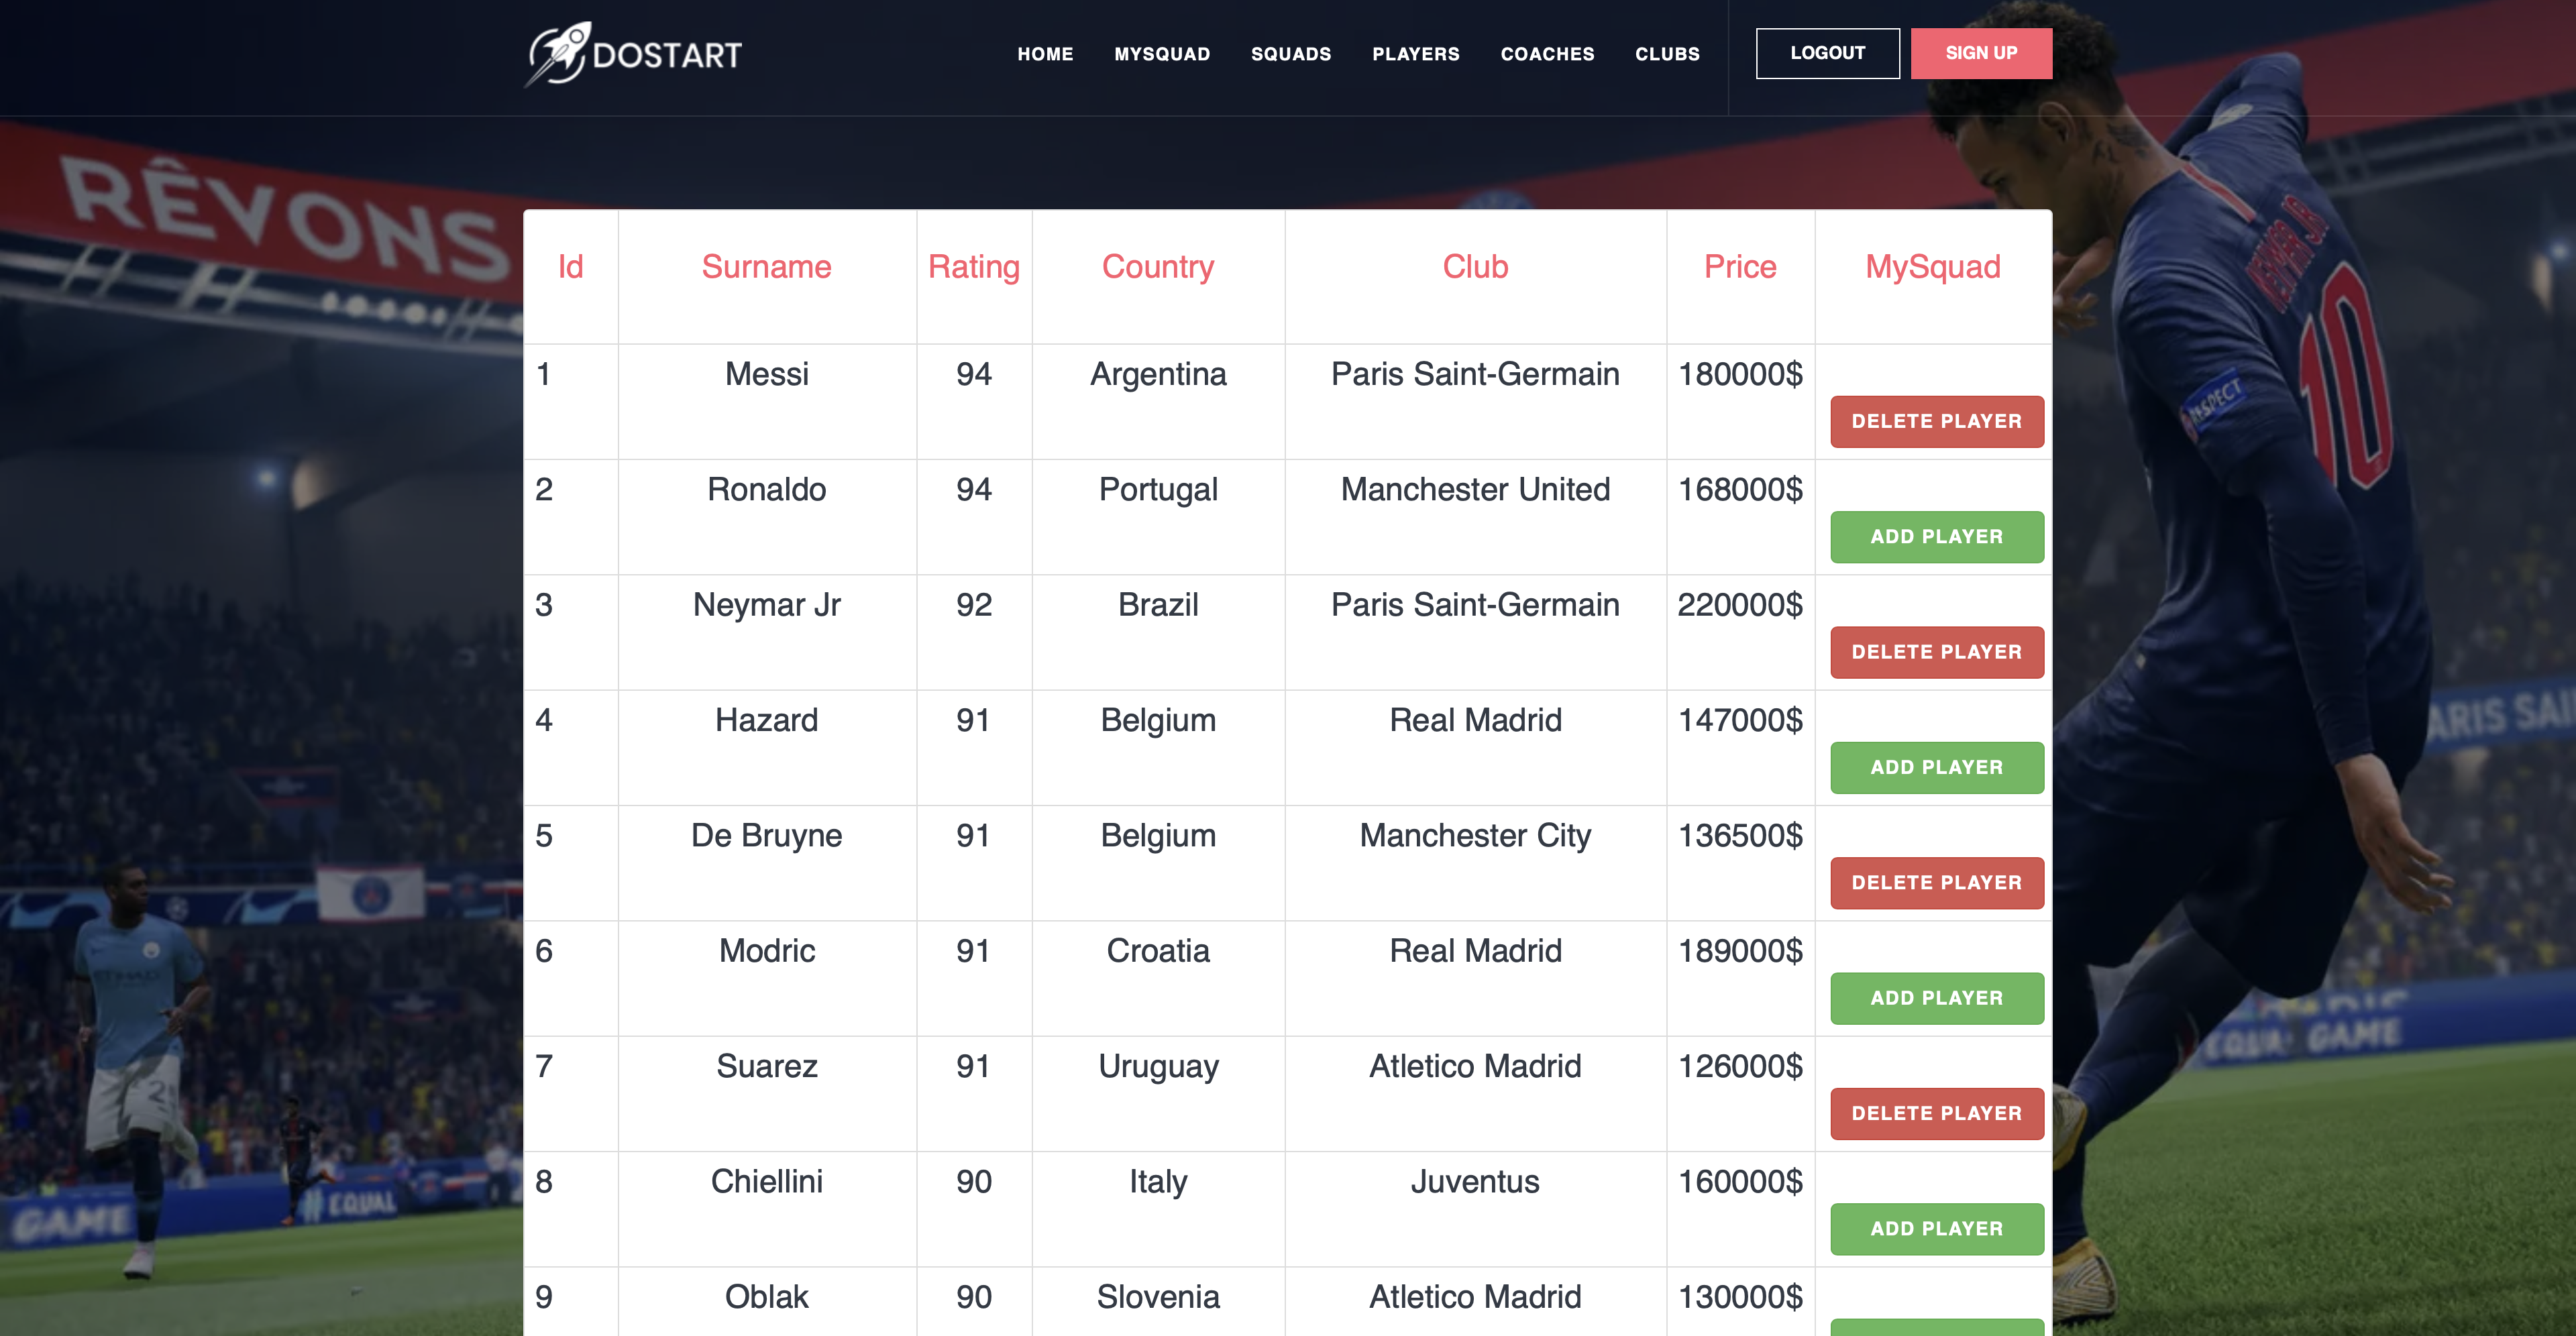 DOSTART
HOME MYSQUAD SQUADS PLAYERS COACHES CLUBS LOGOUT SIGN UP
RÊVONS
NEYMAR JR
10
RESPECT
PARIS SAI
EQUAL GAME
GAME
#EQUAL
Id Surname Rating Country Club Price MySquad
1 Messi 94 Argentina Paris Saint-Germain 180000$ DELETE PLAYER
2 Ronaldo 94 Portugal Manchester United 168000$ ADD PLAYER
3 Neymar Jr 92 Brazil Paris Saint-Germain 220000$ DELETE PLAYER
4 Hazard 91 Belgium Real Madrid 147000$ ADD PLAYER
5 De Bruyne 91 Belgium Manchester City 136500$ DELETE PLAYER
6 Modric 91 Croatia Real Madrid 189000$ ADD PLAYER
7 Suarez 91 Uruguay Atletico Madrid 126000$ DELETE PLAYER
8 Chiellini 90 Italy Juventus 160000$ ADD PLAYER
9 Oblak 90 Slovenia Atletico Madrid 130000$